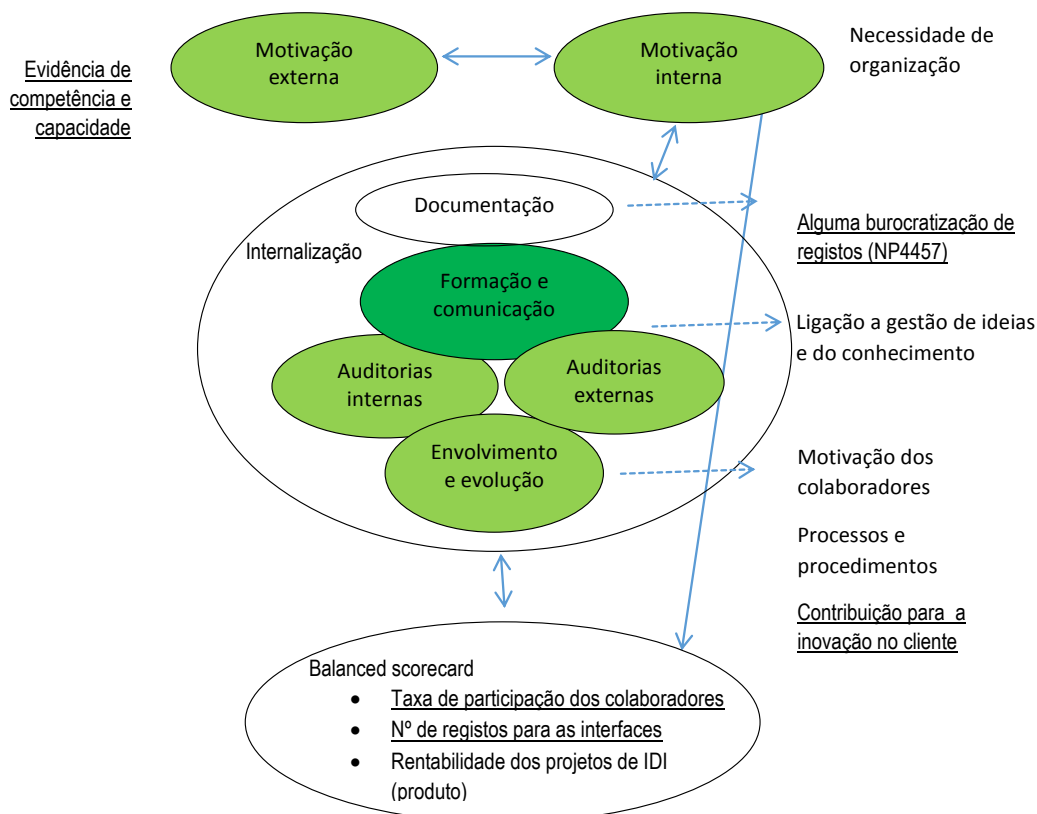 Motivação
externa
Motivação
interna
Necessidade de
organização
Evidência de
competência e
capacidade
Documentação
Internalização
Alguma burocratização de
registos (NP4457)
Formação e
comunicação
Ligação a gestão de ideias
e do conhecimento
Auditorias
internas
Auditorias
externas
Envolvimento
e evolução
Motivação dos
colaboradores
Processos e
procedimentos
Contribuição para a
inovação no cliente
Balanced scorecard
• Taxa de participação dos colaboradores
• Nº de registos para as interfaces
• Rentabilidade dos projetos de IDI
(produto)